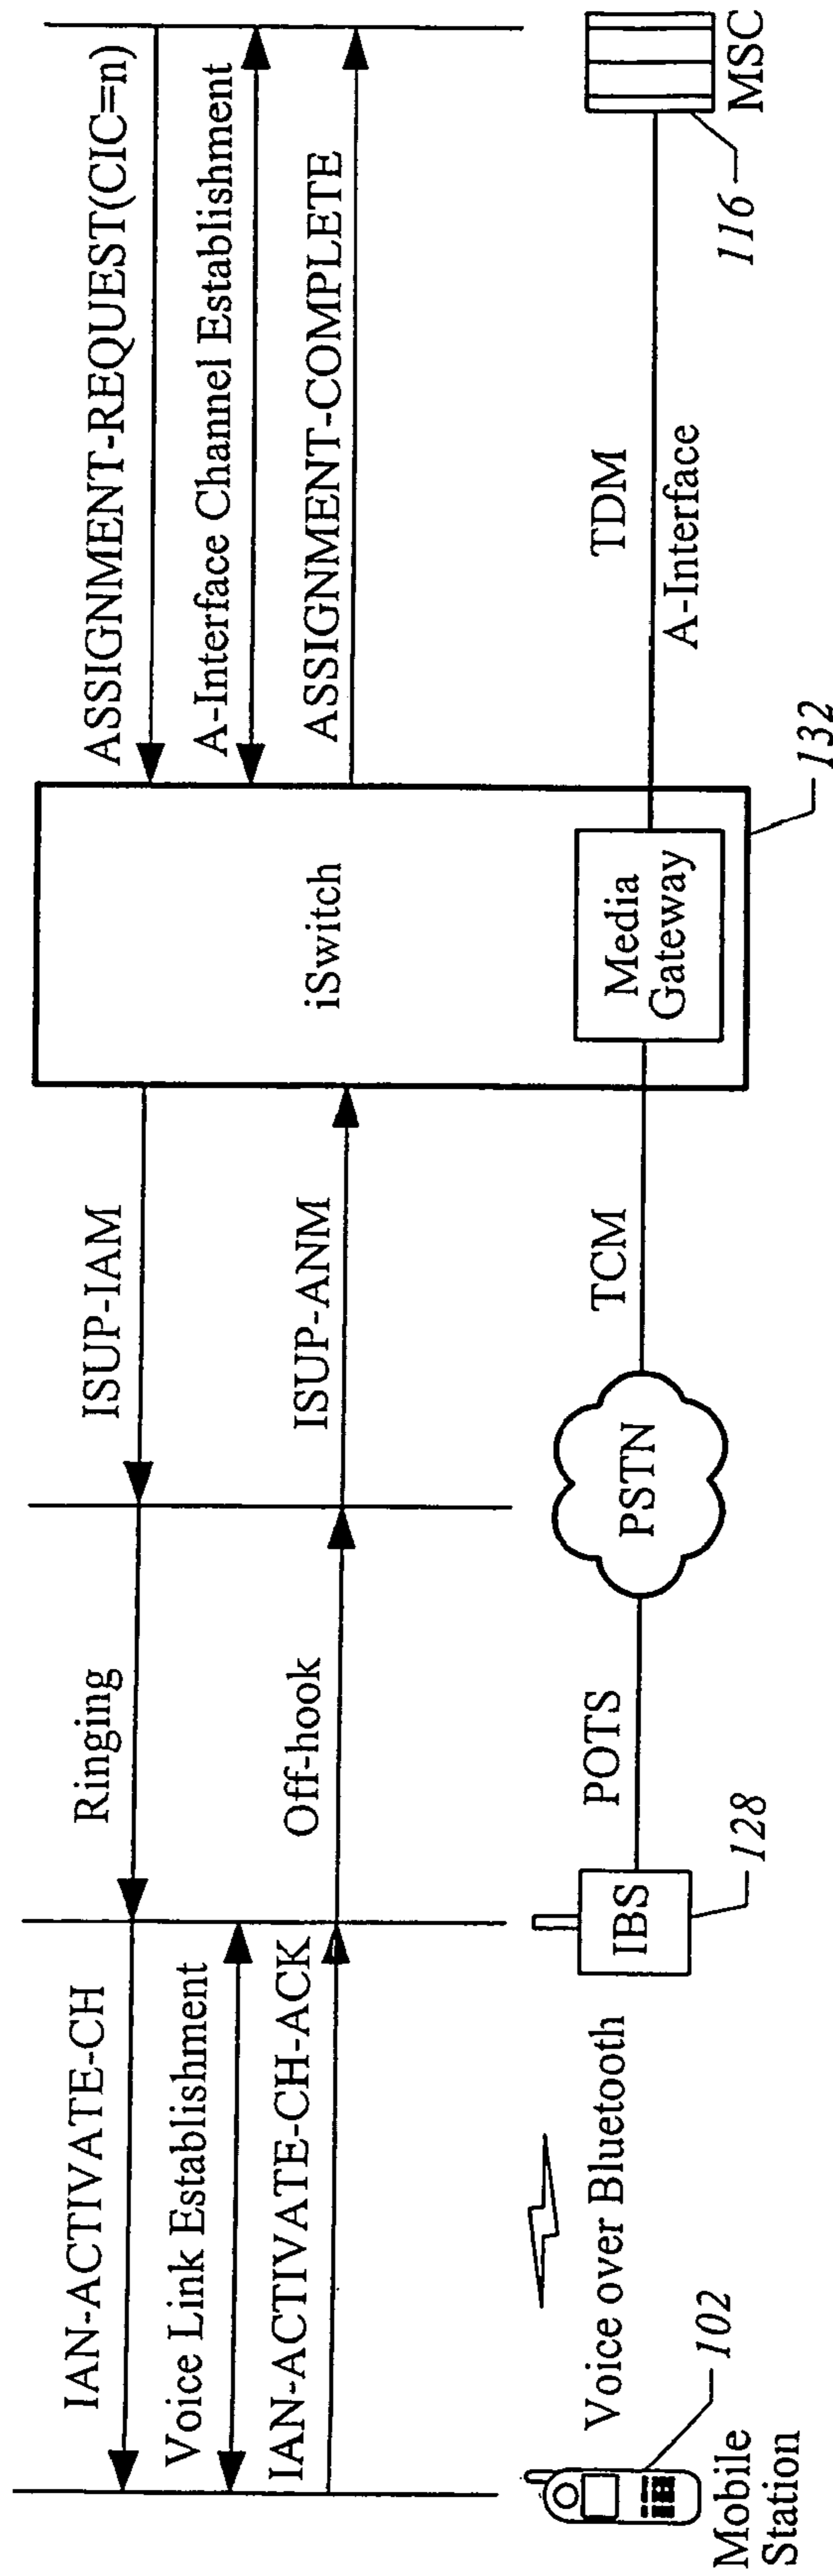 IAN-ACTIVATE-CH
Ringing
ISUP-IAM
ASSIGNMENT-REQUEST(CIC=n)
Voice Link Establishment
A-Interface Channel Establishment
IAN-ACTIVATE-CH-ACK
Off-hook
ISUP-ANM
iSwitch
ASSIGNMENT-COMPLETE
Voice over Bluetooth
IBS
POTS
PSTN
TCM
Media
Gateway
TDM
A-Interface
MSC
102
128
132
116
Mobile
Station